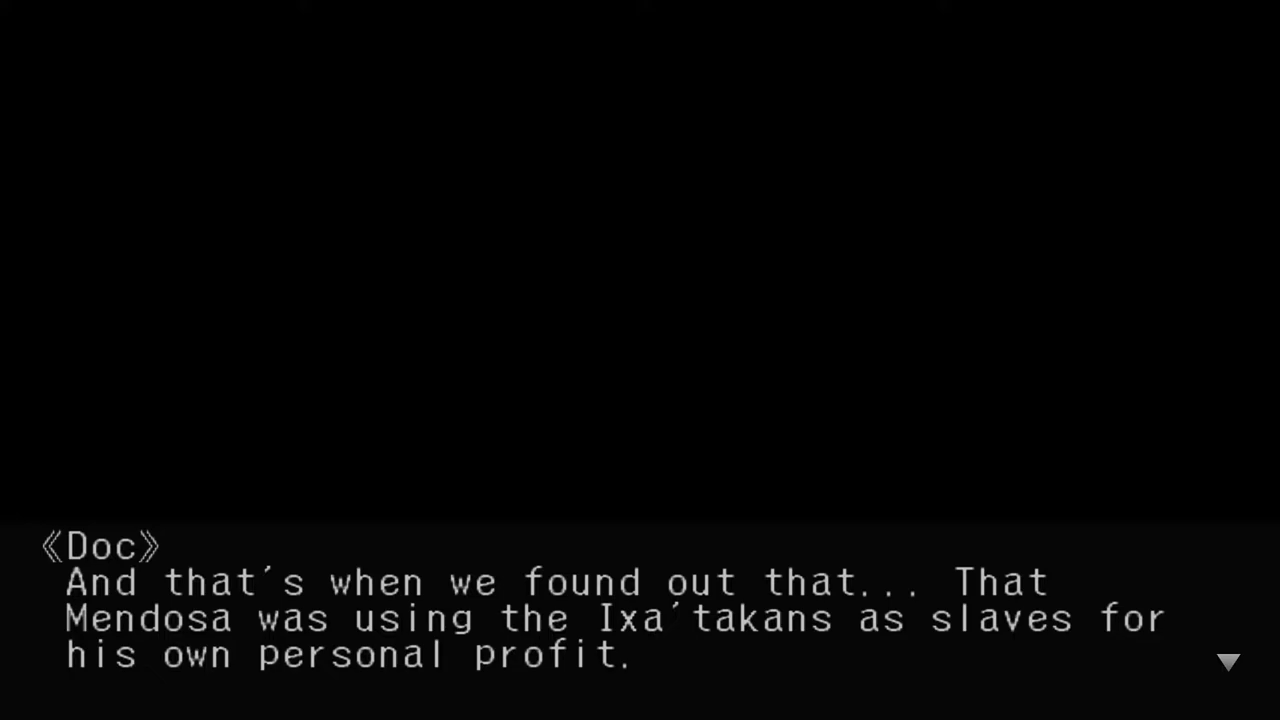 《Doc》
And that's when we found out that... That
Mendosa was using the Ixa'takans as slaves for
his own personal profit.